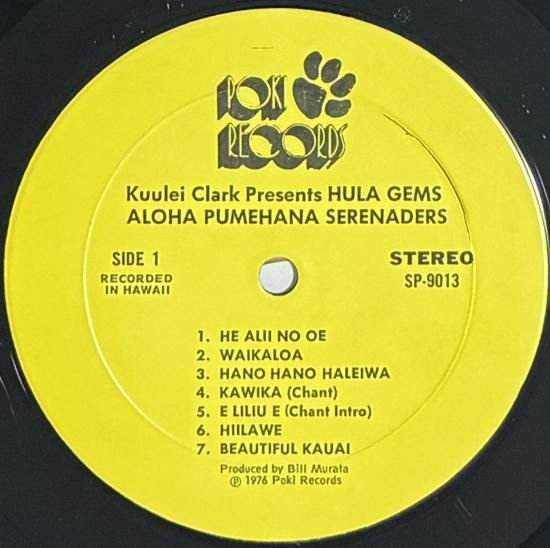 POKI
RECORDS
Kuulei Clark Presents HULA GEMS
ALOHA PUMEHANA SERENADERS
SIDE 1
RECORDED
IN HAWAII
STEREO
SP-9013
1. HE ALII NO OE
2. WAIKALOA
3. HANO HANO HALEIWA
4. KAWIKA (Chant)
5. E LILIU E (Chant Intro)
6. HIILAWE
7. BEAUTIFUL KAUAI
Produced by Bill Murata
℗ 1976 Poki Records